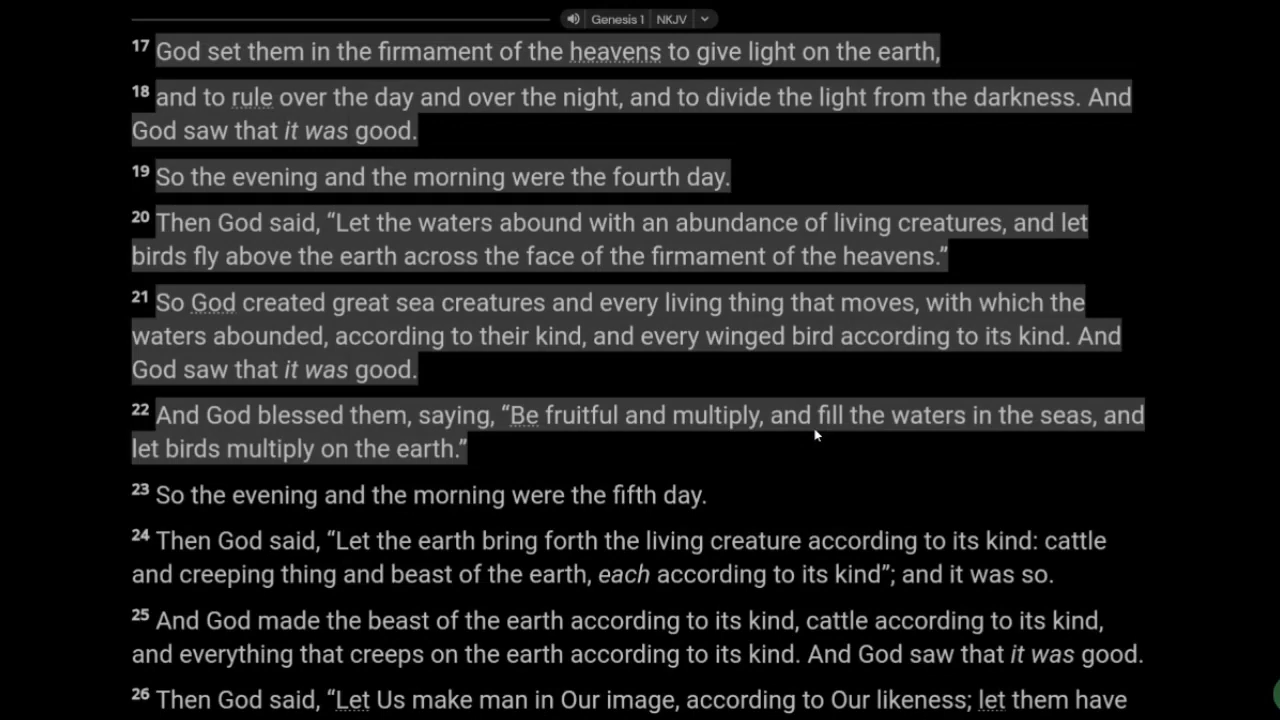 Genesis 1 NKJV
17 God set them in the firmament of the heavens to give light on the earth,
18 and to rule over the day and over the night, and to divide the light from the darkness. And
God saw that it was good.
19 So the evening and the morning were the fourth day.
20 Then God said, “Let the waters abound with an abundance of living creatures, and let
birds fly above the earth across the face of the firmament of the heavens.”
21 So God created great sea creatures and every living thing that moves, with which the
waters abounded, according to their kind, and every winged bird according to its kind. And
God saw that it was good.
22 And God blessed them, saying, “Be fruitful and multiply, and fill the waters in the seas, and
let birds multiply on the earth.”
23 So the evening and the morning were the fifth day.
24 Then God said, “Let the earth bring forth the living creature according to its kind: cattle
and creeping thing and beast of the earth, each according to its kind”; and it was so.
25 And God made the beast of the earth according to its kind, cattle according to its kind,
and everything that creeps on the earth according to its kind. And God saw that it was good.
26 Then God said, “Let Us make man in Our image, according to Our likeness; let them have